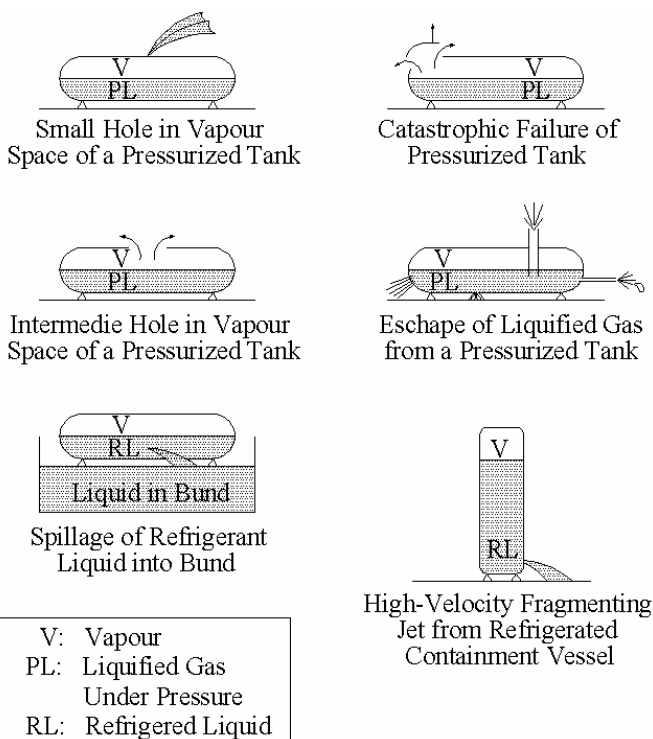 V
PL
Small Hole in Vapour
Space of a Pressurized Tank
V
PL
Catastrophic Failure of
Pressurized Tank
V
PL
Intermedie Hole in Vapour
Space of a Pressurized Tank
V
PL
Eschape of Liquified Gas
from a Pressurized Tank
V
RL
Liquid in Bund
Spillage of Refrigerant
Liquid into Bund
V
RL
High-Velocity Fragmenting
Jet from Refrigerated
Containment Vessel
V: Vapour
PL: Liquified Gas
Under Pressure
RL: Refrigered Liquid